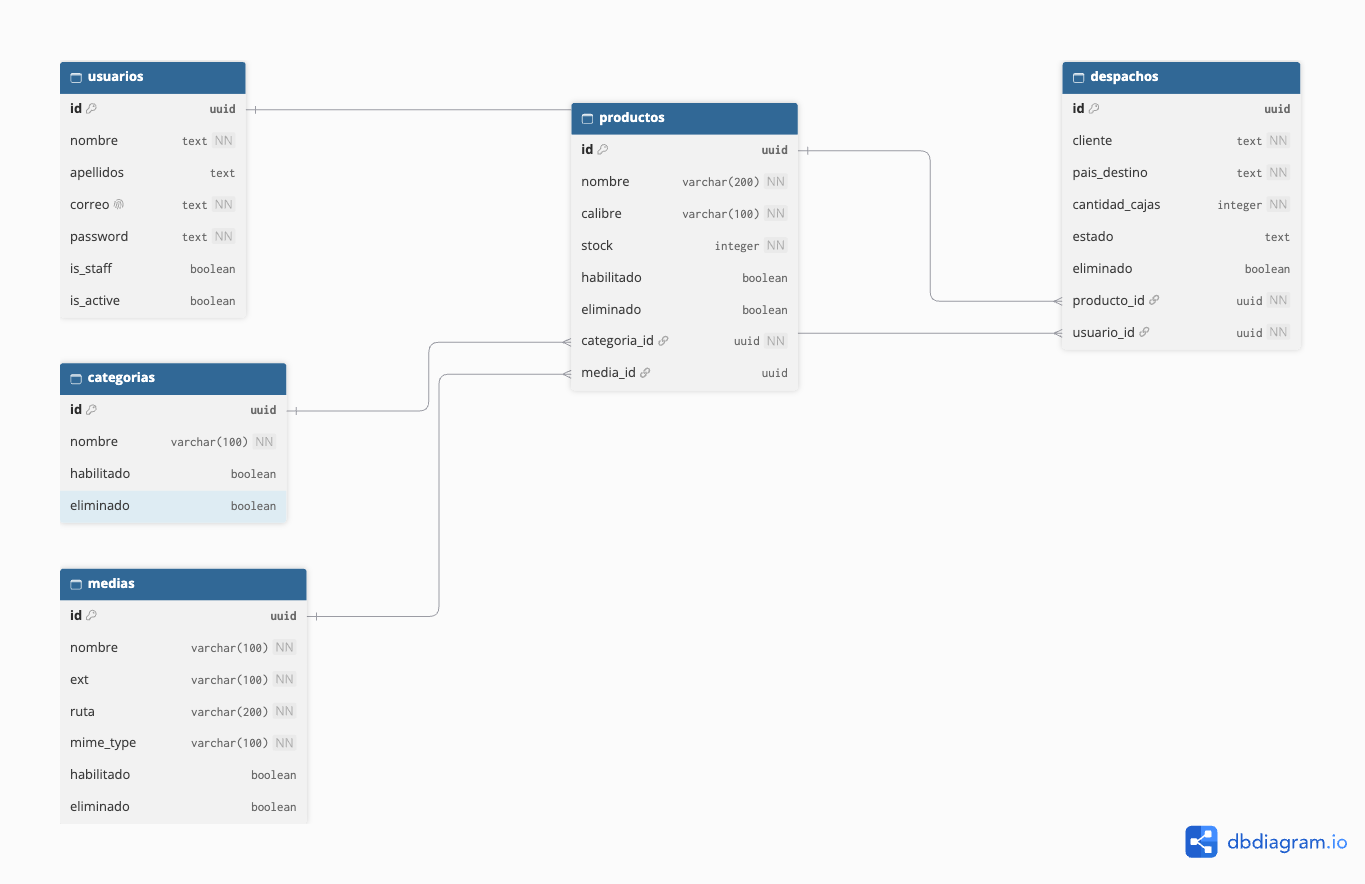 usuarios
id uuid
nombre text NN
apellidos text
correo text NN
password text NN
is_staff boolean
is_active boolean
categorias
id uuid
nombre varchar(100) NN
habilitado boolean
eliminado boolean
medias
id uuid
nombre varchar(100) NN
ext varchar(100) NN
ruta varchar(200) NN
mime_type varchar(100) NN
habilitado boolean
eliminado boolean
productos
id uuid
nombre varchar(200) NN
calibre varchar(100) NN
stock integer NN
habilitado boolean
eliminado boolean
categoria_id uuid NN
media_id uuid
despachos
id uuid
cliente text NN
pais_destino text NN
cantidad_cajas integer NN
estado text
eliminado boolean
producto_id uuid NN
usuario_id uuid NN
dbdiagram.io